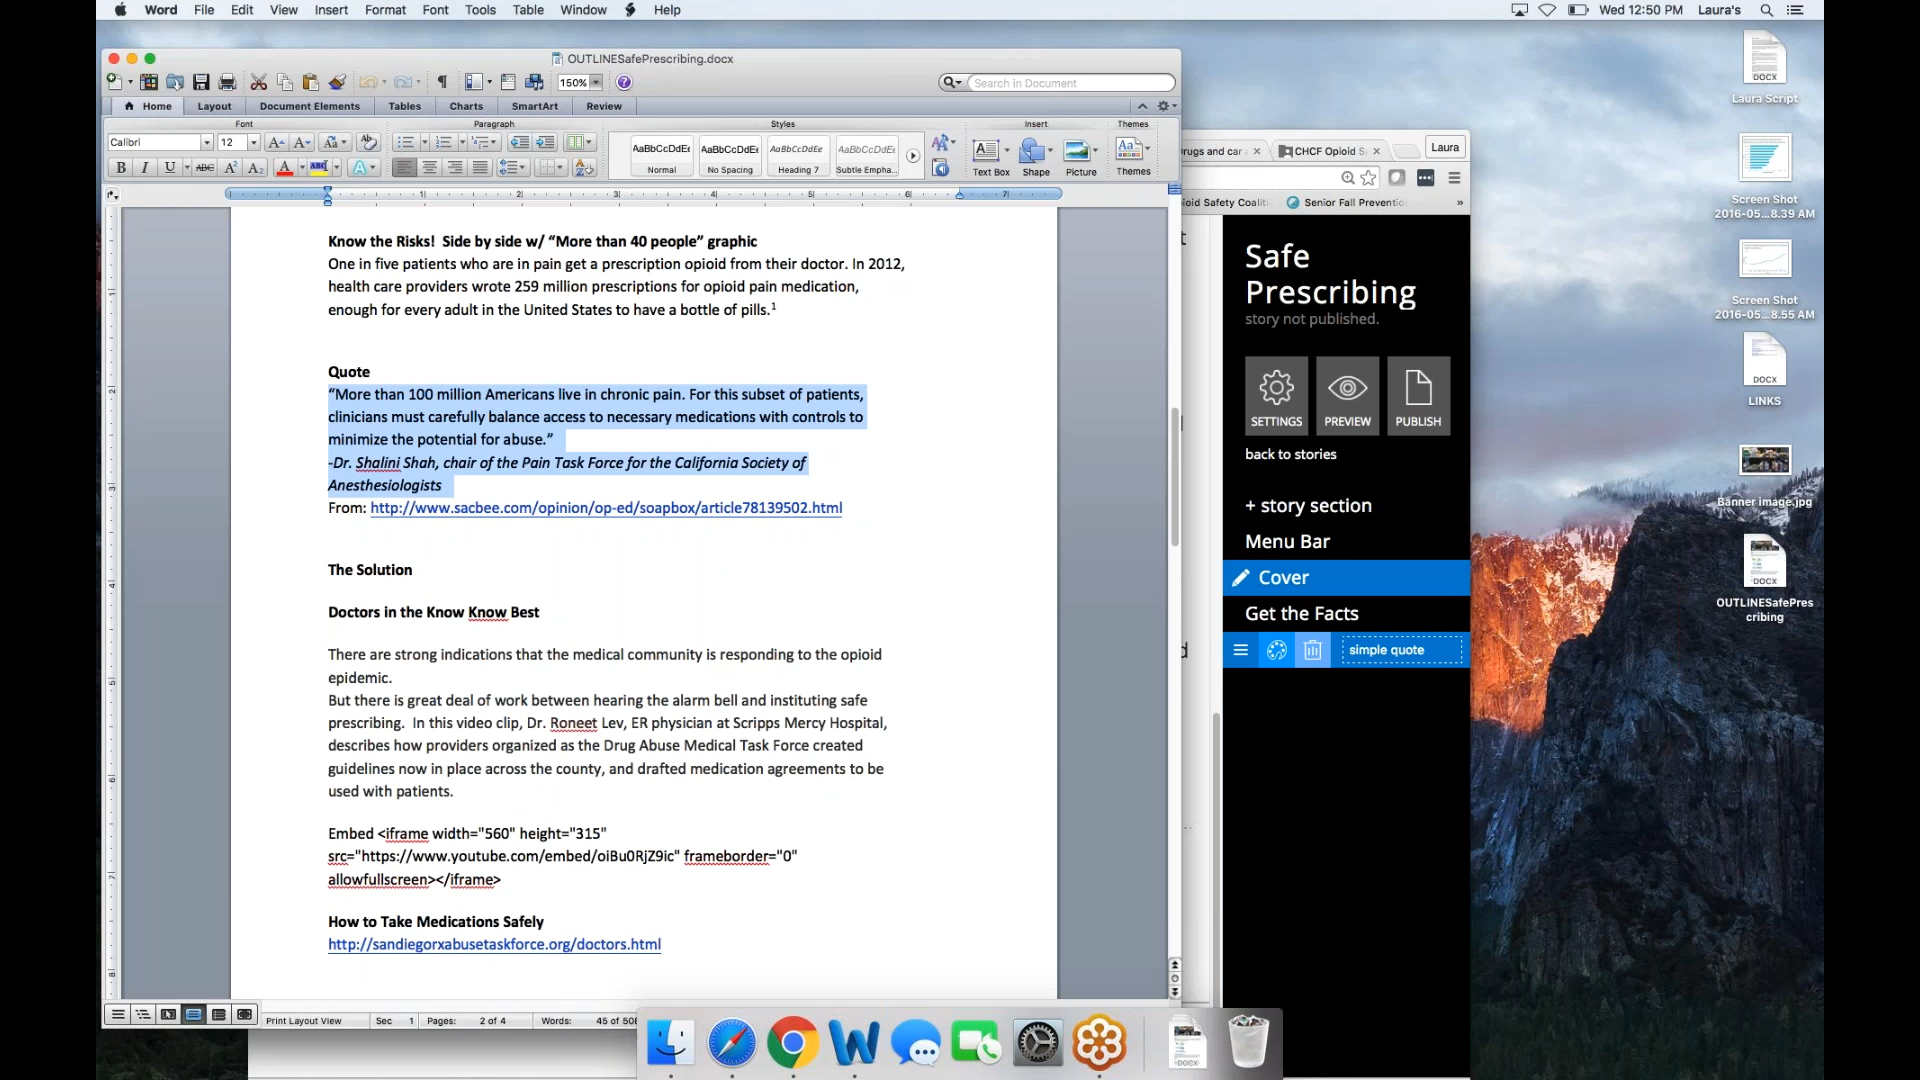 Word File Edit View Insert Format Font Tools Table Window Help Wed 12:50 PM Laura's
OUTLINESafePrescribing.docx
150% Search in Document
Home Layout Document Elements Tables Charts SmartArt Review
Font Paragraph Styles Insert Themes
Calibri 12
AaBbCcDdEe AaBbCcDdEe AaBbCcDdEe AaBbCcDdEe
Normal No Spacing Heading 7 Subtle Empha... Text Box Shape Picture Themes
Know the Risks!  Side by side w/ “More than 40 people” graphic
One in five patients who are in pain get a prescription opioid from their doctor. In 2012,
health care providers wrote 259 million prescriptions for opioid pain medication,
enough for every adult in the United States to have a bottle of pills.1
Quote
“More than 100 million Americans live in chronic pain. For this subset of patients,
clinicians must carefully balance access to necessary medications with controls to
minimize the potential for abuse.”
-Dr. Shalini Shah, chair of the Pain Task Force for the California Society of
Anesthesiologists
From: http://www.sacbee.com/opinion/op-ed/soapbox/article78139502.html
The Solution
Doctors in the Know Know Best
There are strong indications that the medical community is responding to the opioid
epidemic.
But there is great deal of work between hearing the alarm bell and instituting safe
prescribing.  In this video clip, Dr. Roneet Lev, ER physician at Scripps Mercy Hospital,
describes how providers organized as the Drug Abuse Medical Task Force created
guidelines now in place across the county, and drafted medication agreements to be
used with patients.
Embed <iframe width="560" height="315"
src="https://www.youtube.com/embed/oiBu0RjZ9ic" frameborder="0"
allowfullscreen></iframe>
How to Take Medications Safely
http://sandiegorxabusetaskforce.org/doctors.html
Print Layout View Sec 1 Pages: 2 of 4 Words: 45 of 508
rugs and car CHCF Opioid S Laura
ioid Safety Coaliti Senior Fall Preventio »
Safe
Prescribing
story not published.
SETTINGS PREVIEW PUBLISH
back to stories
+ story section
Menu Bar
Cover
Get the Facts
simple quote
DOCX
Laura Script
Screen Shot
2016-05...8.39 AM
Screen Shot
2016-05...8.55 AM
DOCX
LINKS
Banner image.jpg
DOCX
OUTLINESafePres
cribing
DOCX